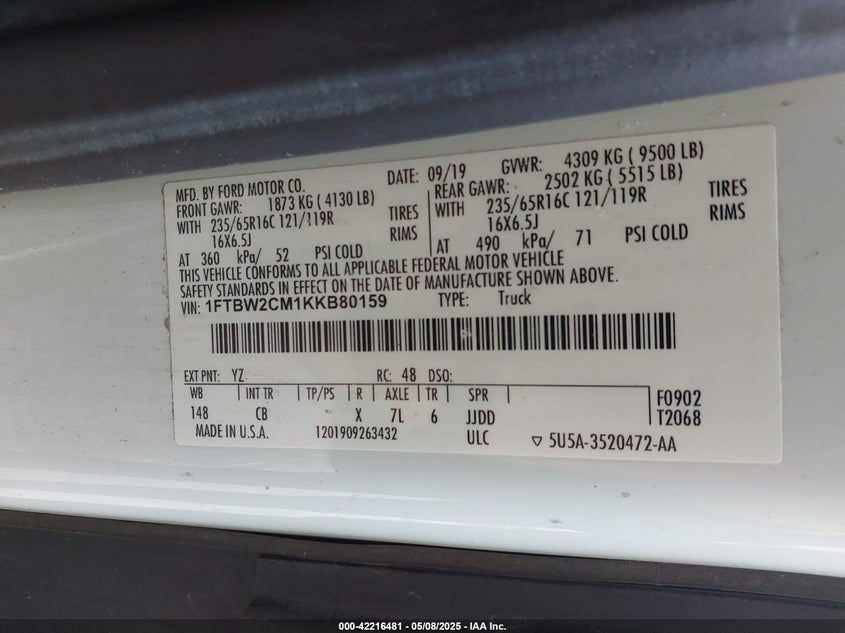 MFD. BY FORD MOTOR CO. DATE: 09/19 GVWR: 4309 KG ( 9500 LB)
FRONT GAWR: 1873 KG ( 4130 LB) REAR GAWR: 2502 KG ( 5515 LB)
WITH 235/65R16C 121/119R TIRES WITH 235/65R16C 121/119R TIRES
16X6.5J RIMS 16X6.5J RIMS
AT 360 kPa/ 52 PSI COLD AT 490 kPa/ 71 PSI COLD
THIS VEHICLE CONFORMS TO ALL APPLICABLE FEDERAL MOTOR VEHICLE
SAFETY STANDARDS IN EFFECT ON THE DATE OF MANUFACTURE SHOWN ABOVE.
VIN: 1FTBW2CM1KKB80159 TYPE: Truck
EXT PNT: YZ RC: 48 DSO:
WB INT TR TP/PS R AXLE TR SPR F0902
148 CB X 7L 6 JJDD T2068
MADE IN U.S.A. 1201909263432 ULC ▽ 5U5A-3520472-AA
000-42216481 - 05/08/2025 - IAA Inc.